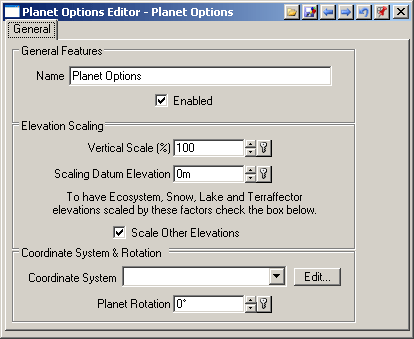 Planet Options Editor - Planet Options
General
General Features
Name Planet Options
Enabled
Elevation Scaling
Vertical Scale (%) 100
Scaling Datum Elevation 0m
To have Ecosystem, Snow, Lake and Terraffector
elevations scaled by these factors check the box below.
Scale Other Elevations
Coordinate System & Rotation
Coordinate System Edit...
Planet Rotation 0°